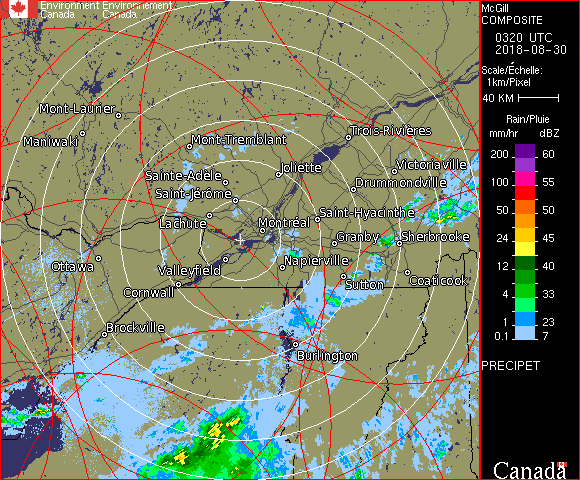 Environment Environnement
Canada Canada
McGill
COMPOSITE
0320 UTC
2018-08-30
Scale/Échelle:
1km/Pixel
40 KM
Rain/Pluie
mm/hr dBZ
200 60
100 55
50 50
24 45
12 40
4 33
1 23
0.1 7
PRECIPET
Mont-Laurier
Maniwaki
Mont-Tremblant
Trois-Rivières
Sainte-Adèle
Joliette
Victoriaville
Saint-Jérôme
Drummondville
Lachute
Montréal
Saint-Hyacinthe
Granby
Sherbrooke
Ottawa
Valleyfield
Napierville
Cornwall
Sutton
Coaticook
Brockville
Burlington
Canada